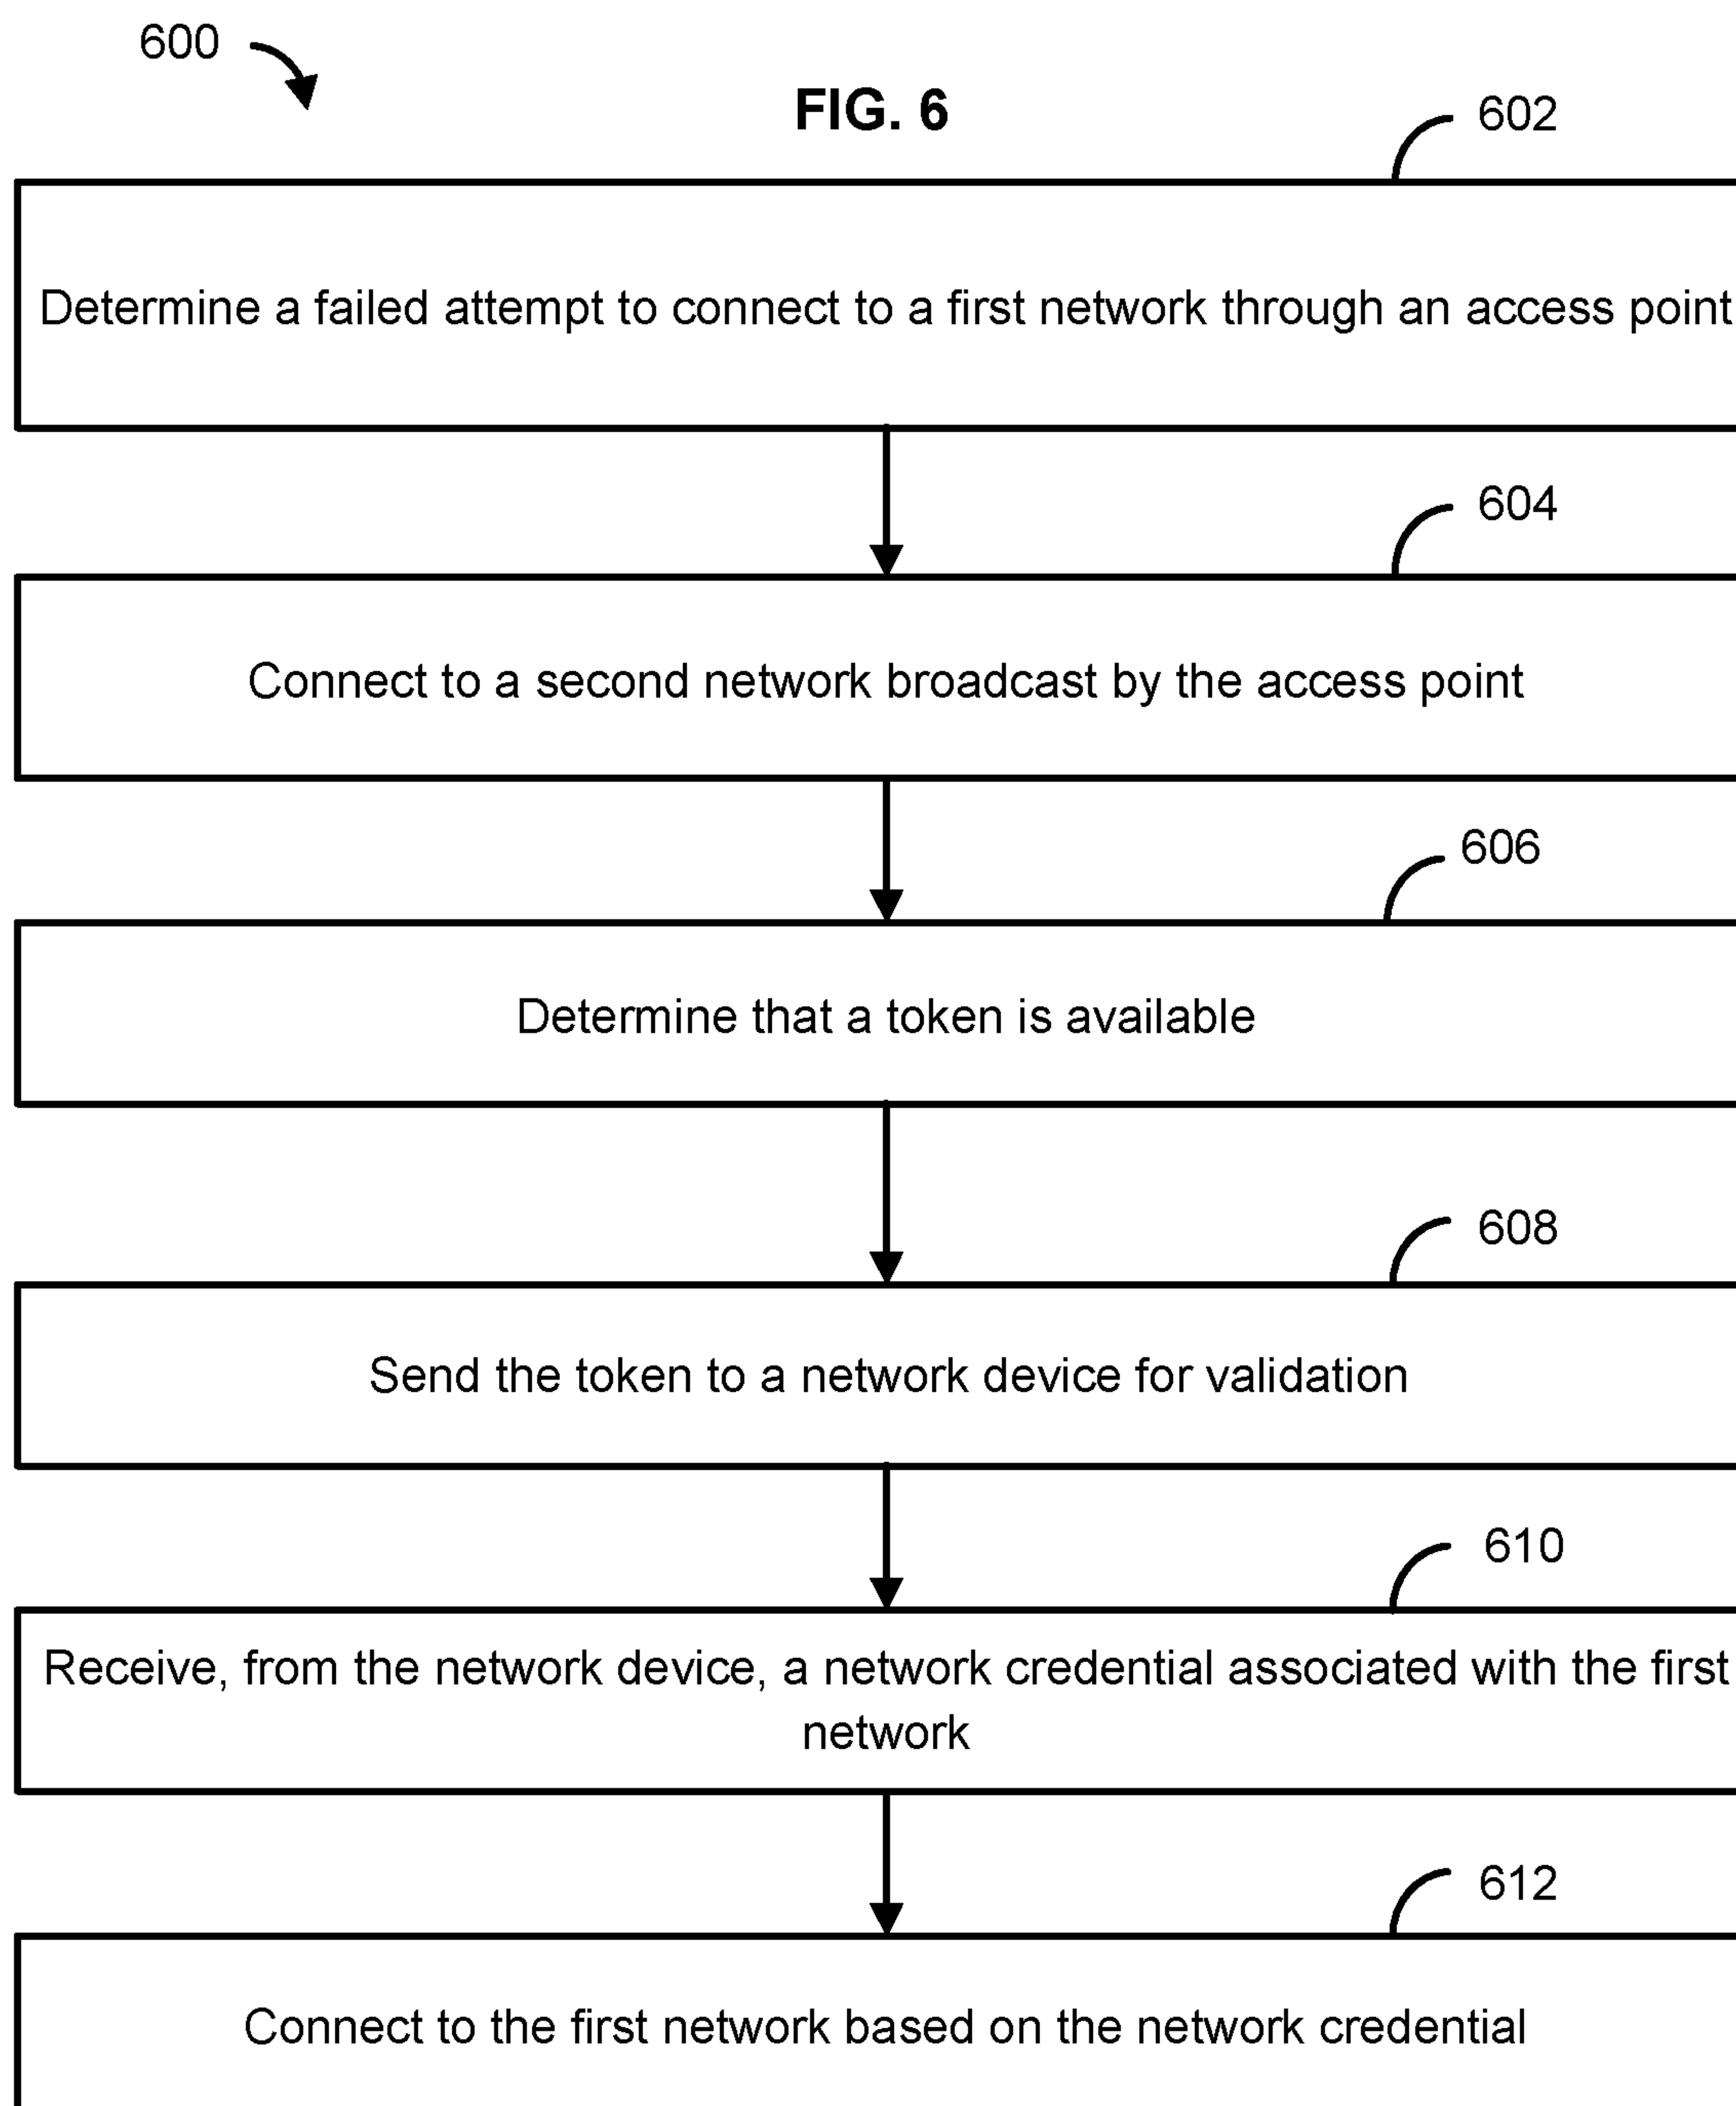 600
FIG. 6
602
Determine a failed attempt to connect to a first network through an access point
604
Connect to a second network broadcast by the access point
606
Determine that a token is available
608
Send the token to a network device for validation
610
Receive, from the network device, a network credential associated with the first
network
612
Connect to the first network based on the network credential